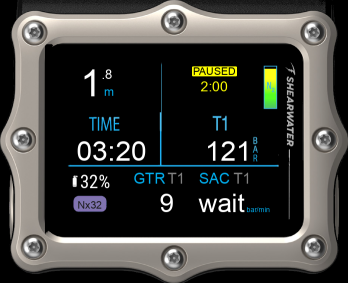 1.8 m
PAUSED
2:00
N₂
SHEARWATER
TIME
T1
03:20
121 BAR
32%
GTR T1
SAC T1
Nx32
9
wait bar/min